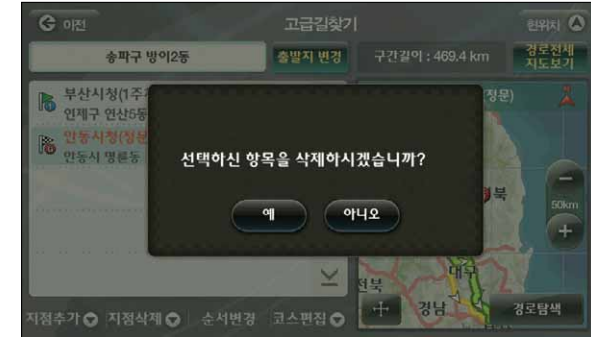 이전
고급길찾기
현위치
송파구 방이2동
출발지 변경
구간길이 : 469.4 km
경로전체
지도보기
부산시청(1주
연제구 연산5동
안동시청(정문
안동시 명륜동
정문)
선택하신 항목을 삭제하시겠습니까?
예
아니오
북
50km
대구
전북
경남
지점추가
지점삭제
순서변경
코스편집
경로탐색